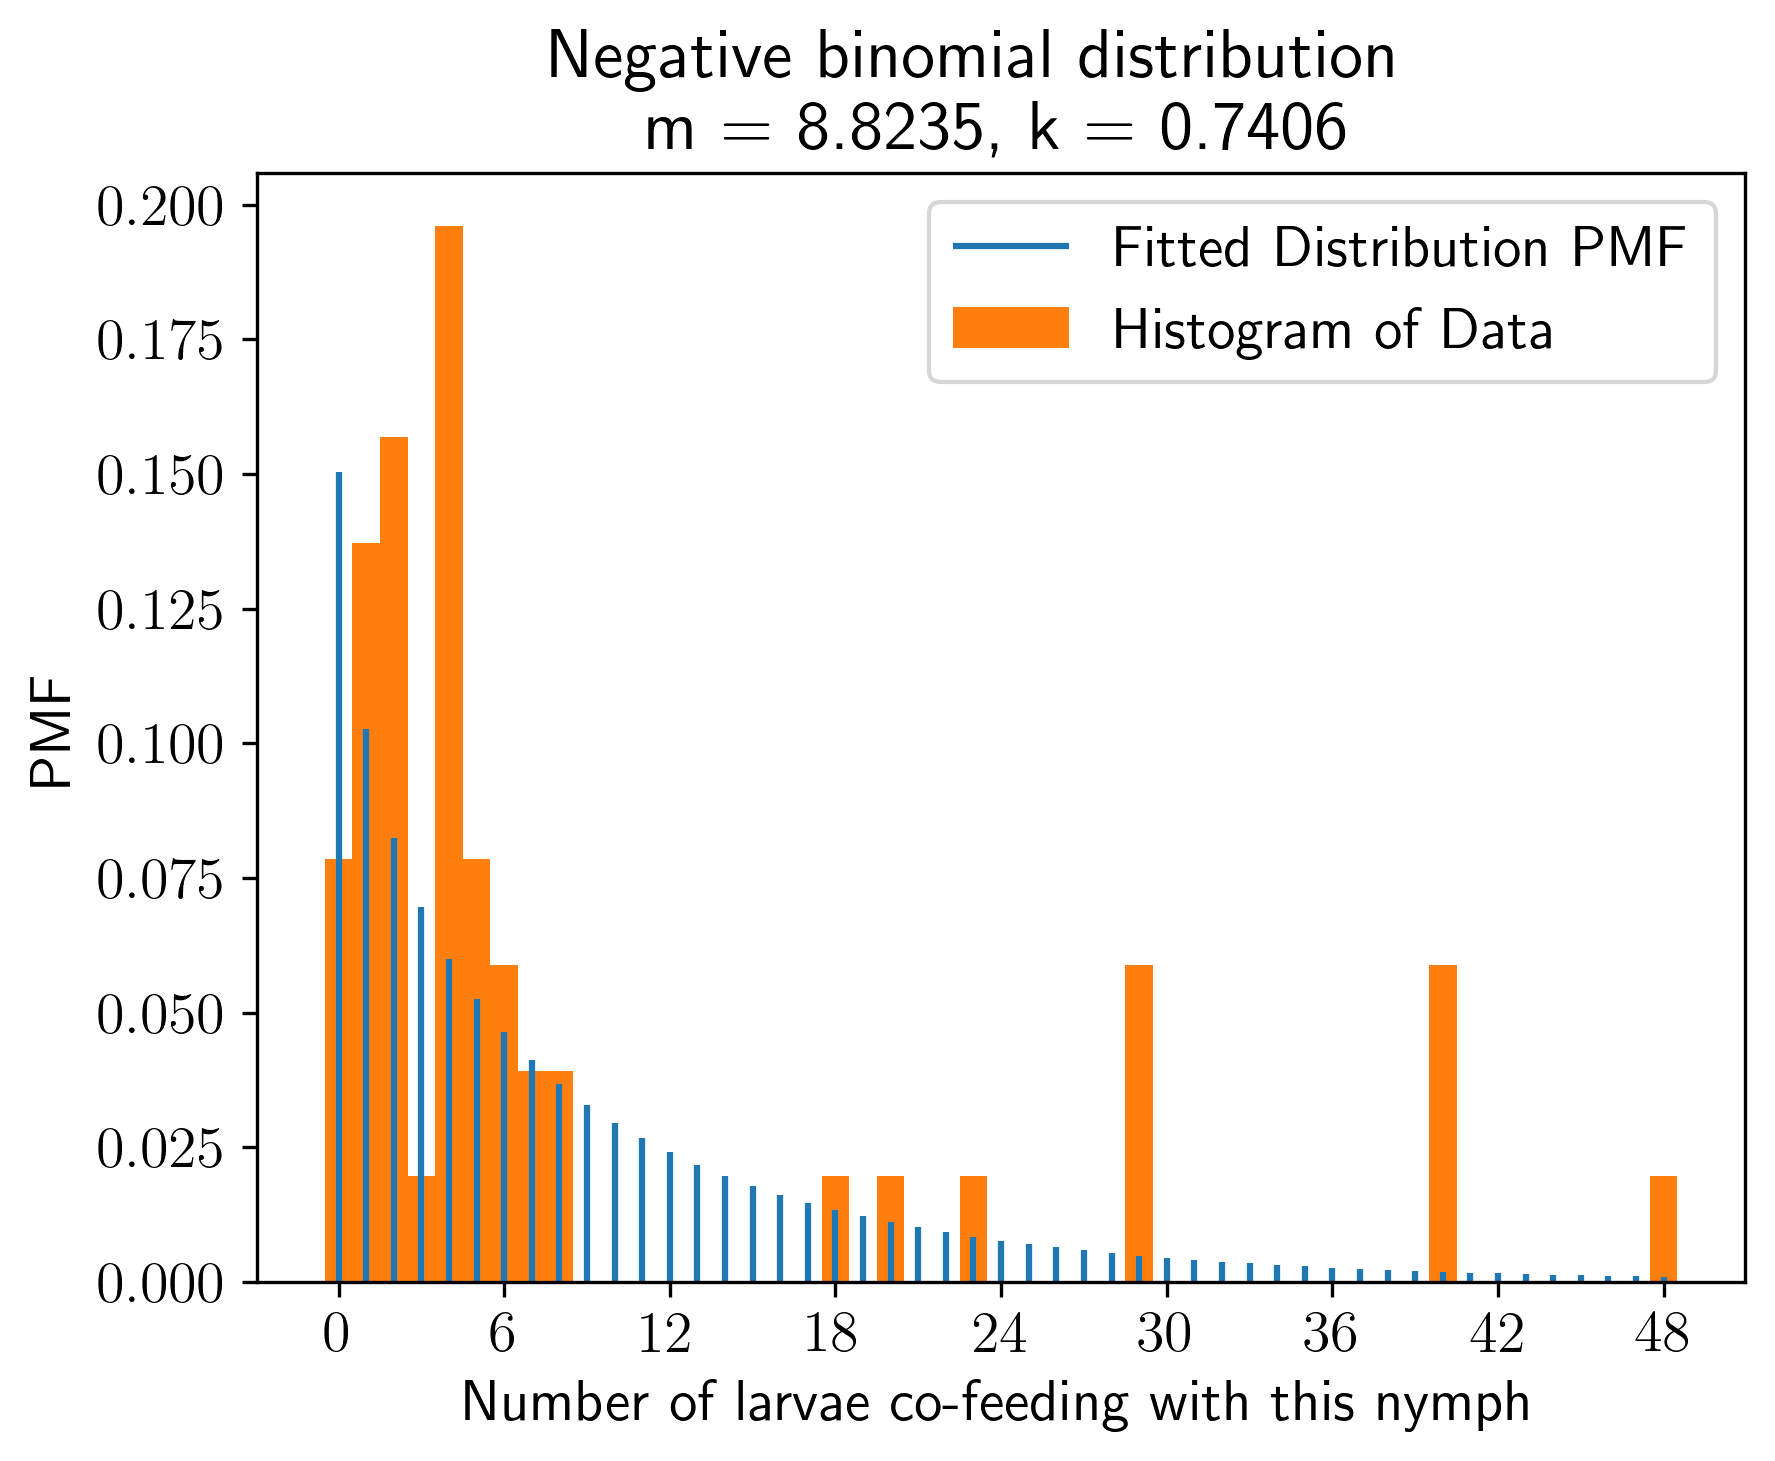 Negative binomial distribution
m = 8.8235, k = 0.7406
Fitted Distribution PMF
Histogram of Data
PMF
0.200
0.175
0.150
0.125
0.100
0.075
0.050
0.025
0.000
0 6 12 18 24 30 36 42 48
Number of larvae co-feeding with this nymph